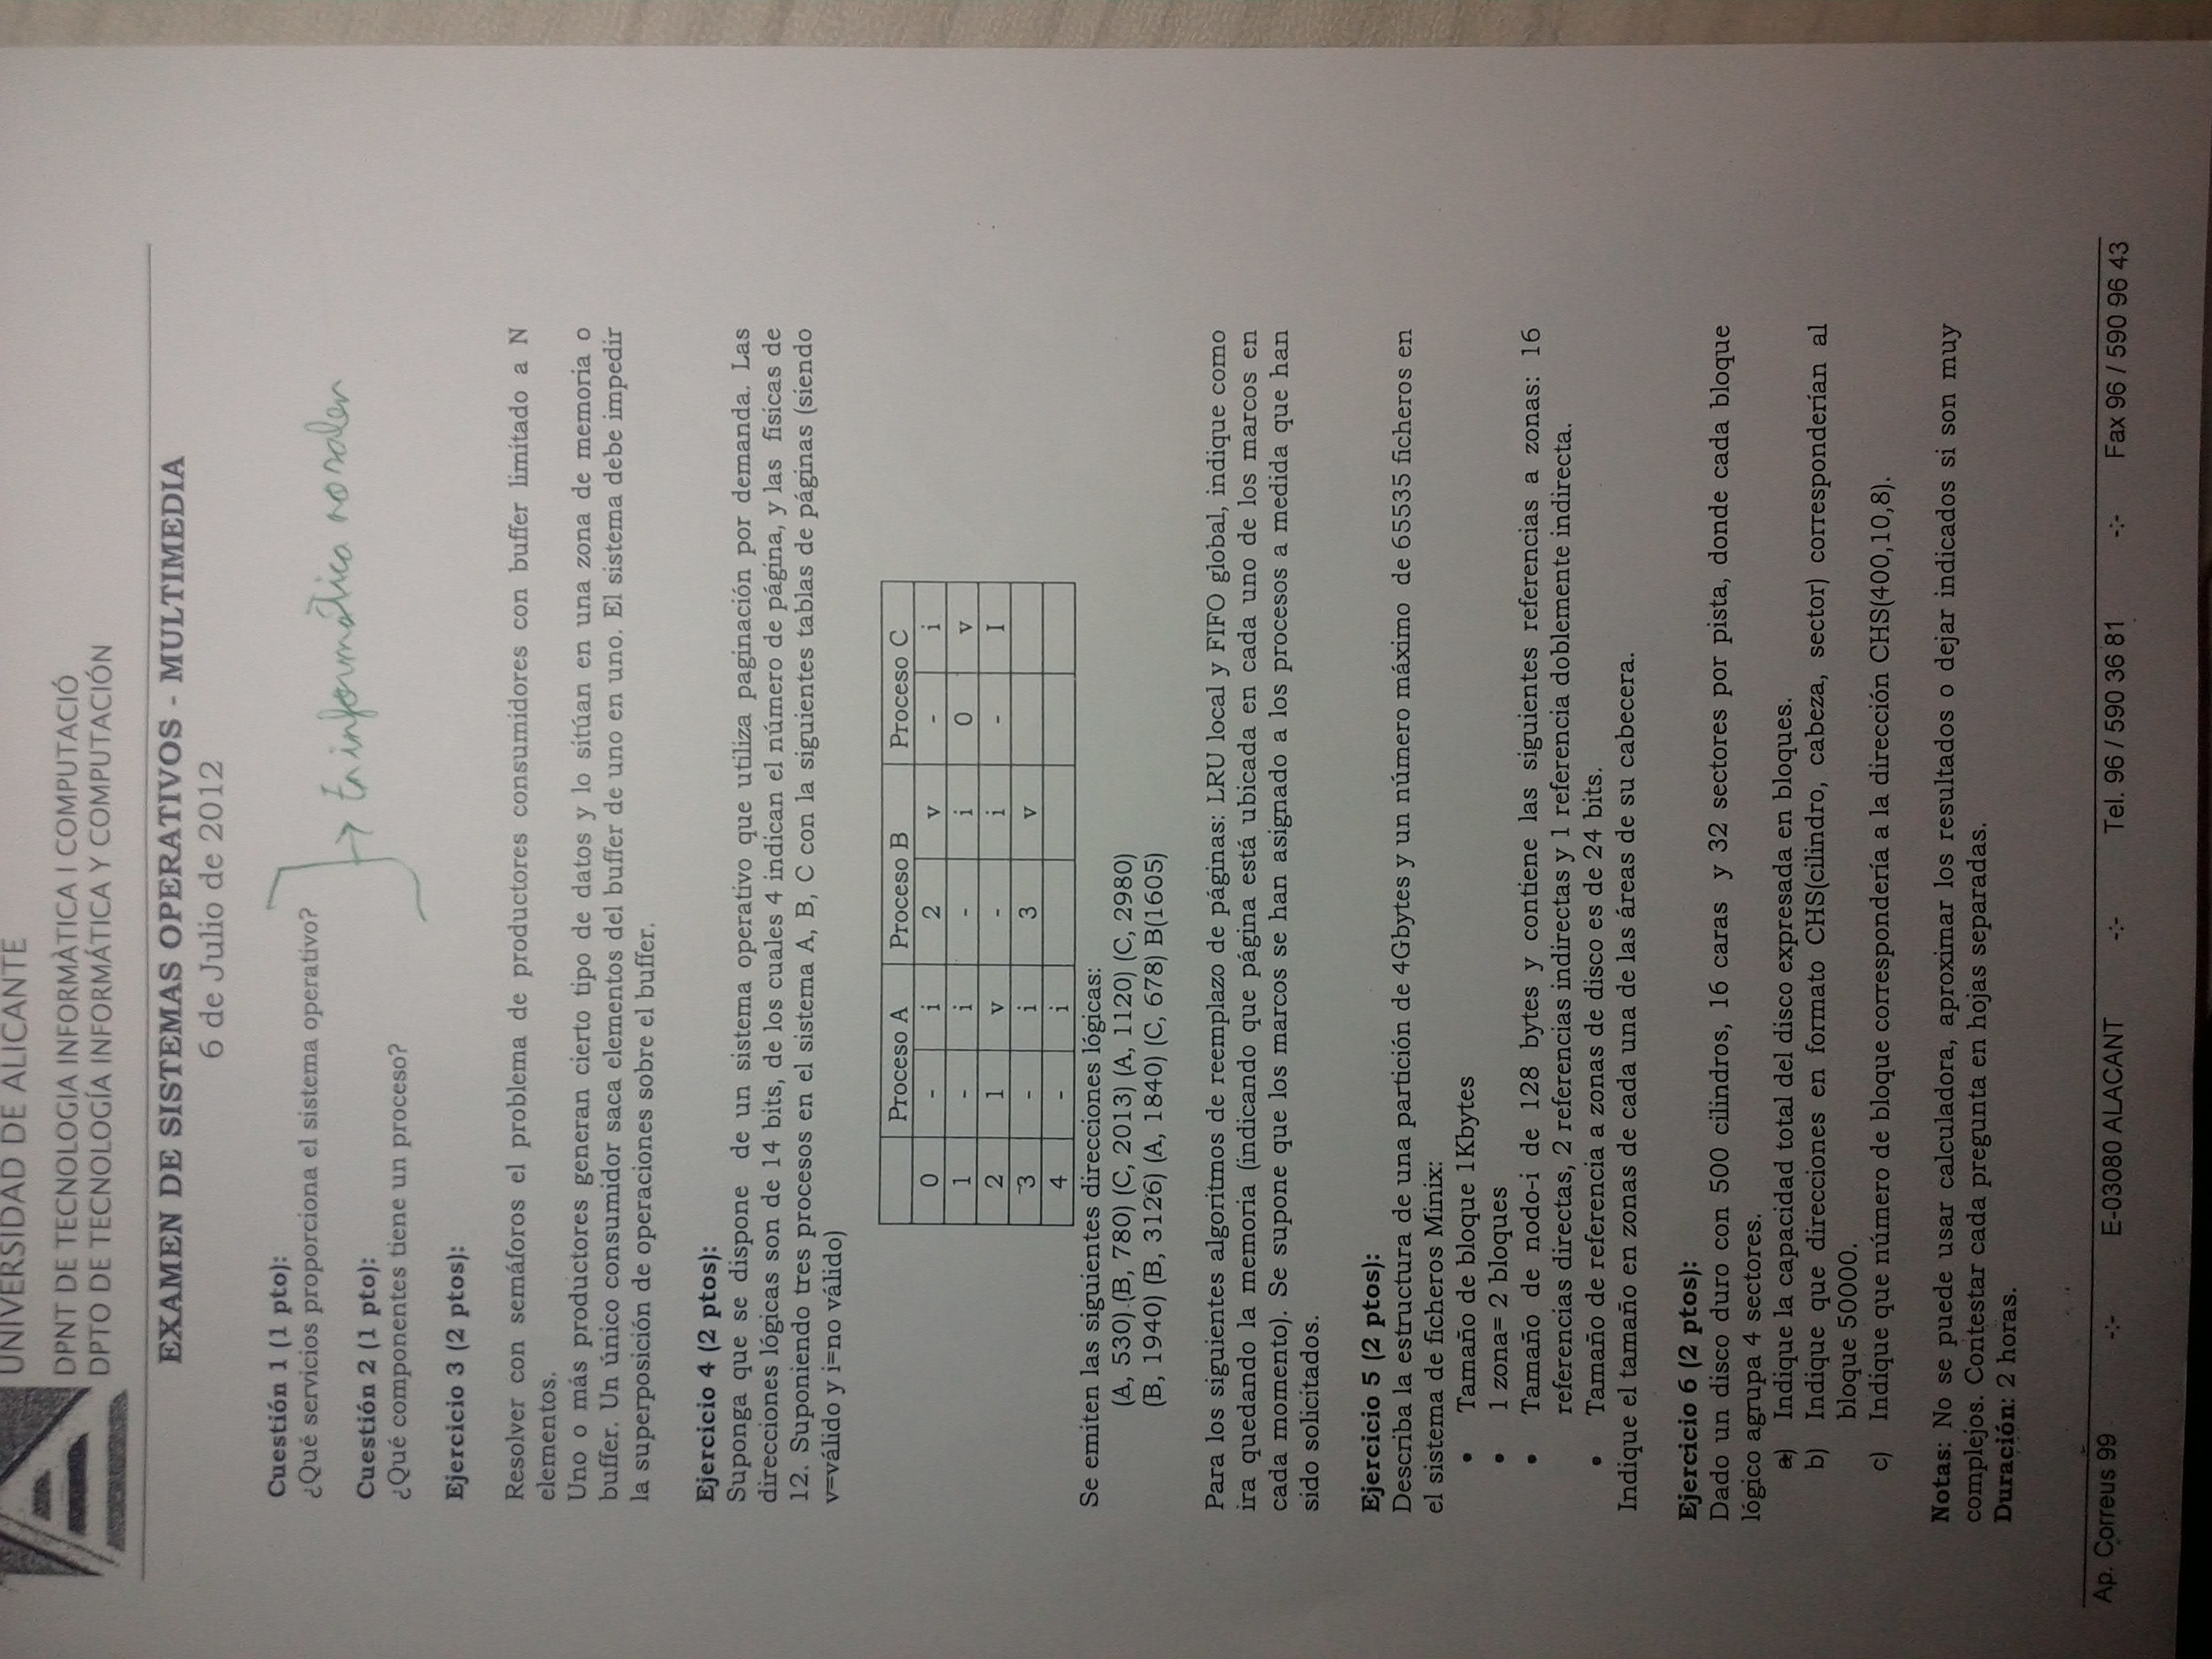 UNIVERSIDAD DE ALICANTE
DPNT DE TECNOLOGIA INFORMÀTICA I COMPUTACIÓ
DPTO DE TECNOLOGÍA INFORMÁTICA Y COMPUTACIÓN
EXAMEN DE SISTEMAS OPERATIVOS - MULTIMEDIA
6 de Julio de 2012
Cuestión 1 (1 pto):
¿Qué servicios proporciona el sistema operativo?
→ En informática no salen
Cuestión 2 (1 pto):
¿Qué componentes tiene un proceso?
Ejercicio 3 (2 ptos):
Resolver con semáforos el problema de productores consumidores con buffer limitado a N
elementos.
Uno o más productores generan cierto tipo de datos y lo sitúan en una zona de memoria o
buffer. Un único consumidor saca elementos del buffer de uno en uno. El sistema debe impedir
la superposición de operaciones sobre el buffer.
Ejercicio 4 (2 ptos):
Suponga que se dispone de un sistema operativo que utiliza paginación por demanda. Las
direcciones lógicas son de 14 bits, de los cuales 4 indican el número de página, y las físicas de
12. Suponiendo tres procesos en el sistema A, B, C con la siguientes tablas de páginas (siendo
v=válido y i=no válido)
Proceso A Proceso B Proceso C
0 - i 2 v - i
1 - i - i 0 v
2 1 v - i - I
3 - i 3 v
4 - i
Se emiten las siguientes direcciones lógicas:
(A, 530) (B, 780) (C, 2013) (A, 1120) (C, 2980)
(B, 1940) (B, 3126) (A, 1840) (C, 678) B(1605)
Para los siguientes algoritmos de reemplazo de páginas: LRU local y FIFO global, indique como
ira quedando la memoria (indicando que página está ubicada en cada uno de los marcos en
cada momento). Se supone que los marcos se han asignado a los procesos a medida que han
sido solicitados.
Ejercicio 5 (2 ptos):
Describa la estructura de una partición de 4Gbytes y un número máximo de 65535 ficheros en
el sistema de ficheros Minix:
• Tamaño de bloque 1Kbytes
• 1 zona= 2 bloques
• Tamaño de nodo-i de 128 bytes y contiene las siguientes referencias a zonas: 16
referencias directas, 2 referencias indirectas y 1 referencia doblemente indirecta.
• Tamaño de referencia a zonas de disco es de 24 bits.
Indique el tamaño en zonas de cada una de las áreas de su cabecera.
Ejercicio 6 (2 ptos):
Dado un disco duro con 500 cilindros, 16 caras y 32 sectores por pista, donde cada bloque
lógico agrupa 4 sectores.
a) Indique la capacidad total del disco expresada en bloques.
b) Indique que direcciones en formato CHS(cilindro, cabeza, sector) corresponderían al
bloque 50000.
c) Indique que número de bloque correspondería a la dirección CHS(400,10,8).
Notas: No se puede usar calculadora, aproximar los resultados o dejar indicados si son muy
complejos. Contestar cada pregunta en hojas separadas.
Duración: 2 horas.
Ap. Correus 99 -:- E-03080 ALACANT -:- Tel. 96 / 590 36 81 -:- Fax 96 / 590 96 43